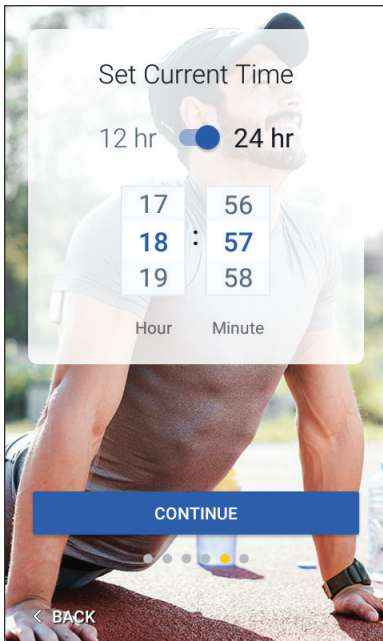 Set Current Time
12 hr 24 hr
17 56
18 : 57
19 58
Hour Minute
CONTINUE
< BACK